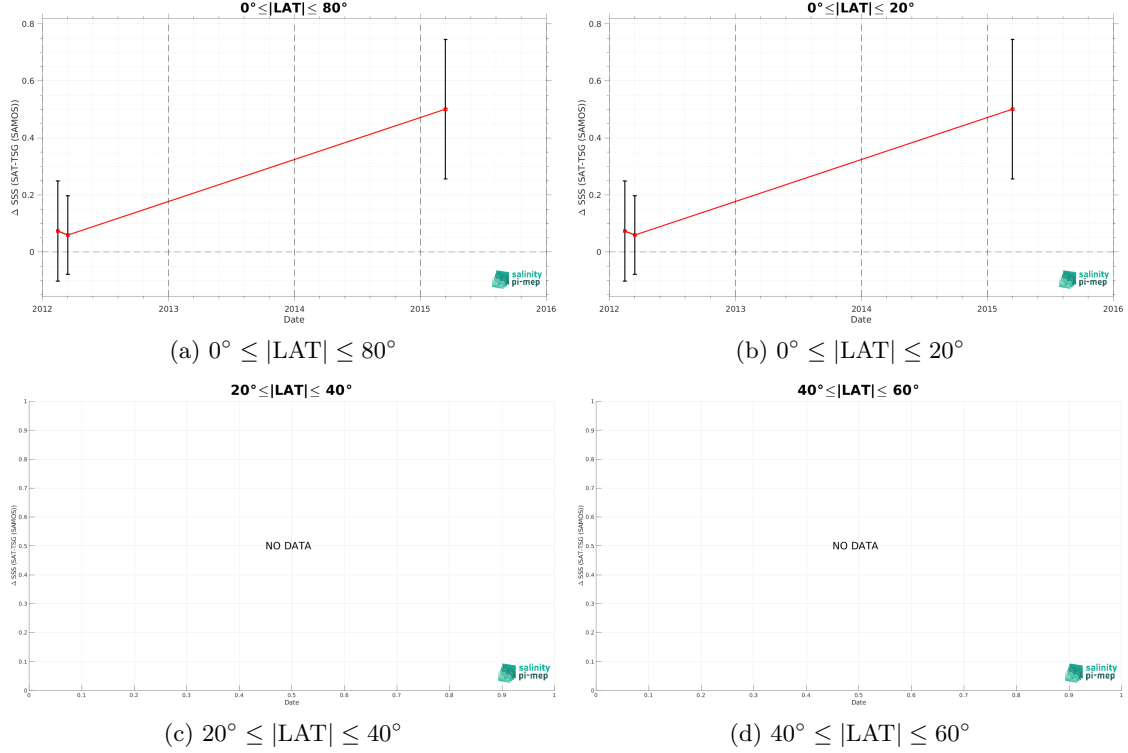 0°≤|LAT|≤ 80°
0.8
0.6
0.4
0.2
0
Δ SSS (SAT-TSG (SAMOS))
2012 2013 2014 2015 2016
Date
salinity
pi-mep
(a) 0° ≤ |LAT| ≤ 80°
0°≤|LAT|≤ 20°
0.8
0.6
0.4
0.2
0
Δ SSS (SAT-TSG (SAMOS))
2012 2013 2014 2015 2016
Date
salinity
pi-mep
(b) 0° ≤ |LAT| ≤ 20°
20°≤|LAT|≤ 40°
1
0.9
0.8
0.7
0.6
0.5
0.4
0.3
0.2
0.1
0
Δ SSS (SAT-TSG (SAMOS))
NO DATA
0 0.1 0.2 0.3 0.4 0.5 0.6 0.7 0.8 0.9 1
Date
salinity
pi-mep
(c) 20° ≤ |LAT| ≤ 40°
40°≤|LAT|≤ 60°
1
0.9
0.8
0.7
0.6
0.5
0.4
0.3
0.2
0.1
0
Δ SSS (SAT-TSG (SAMOS))
NO DATA
0 0.1 0.2 0.3 0.4 0.5 0.6 0.7 0.8 0.9 1
Date
salinity
pi-mep
(d) 40° ≤ |LAT| ≤ 60°